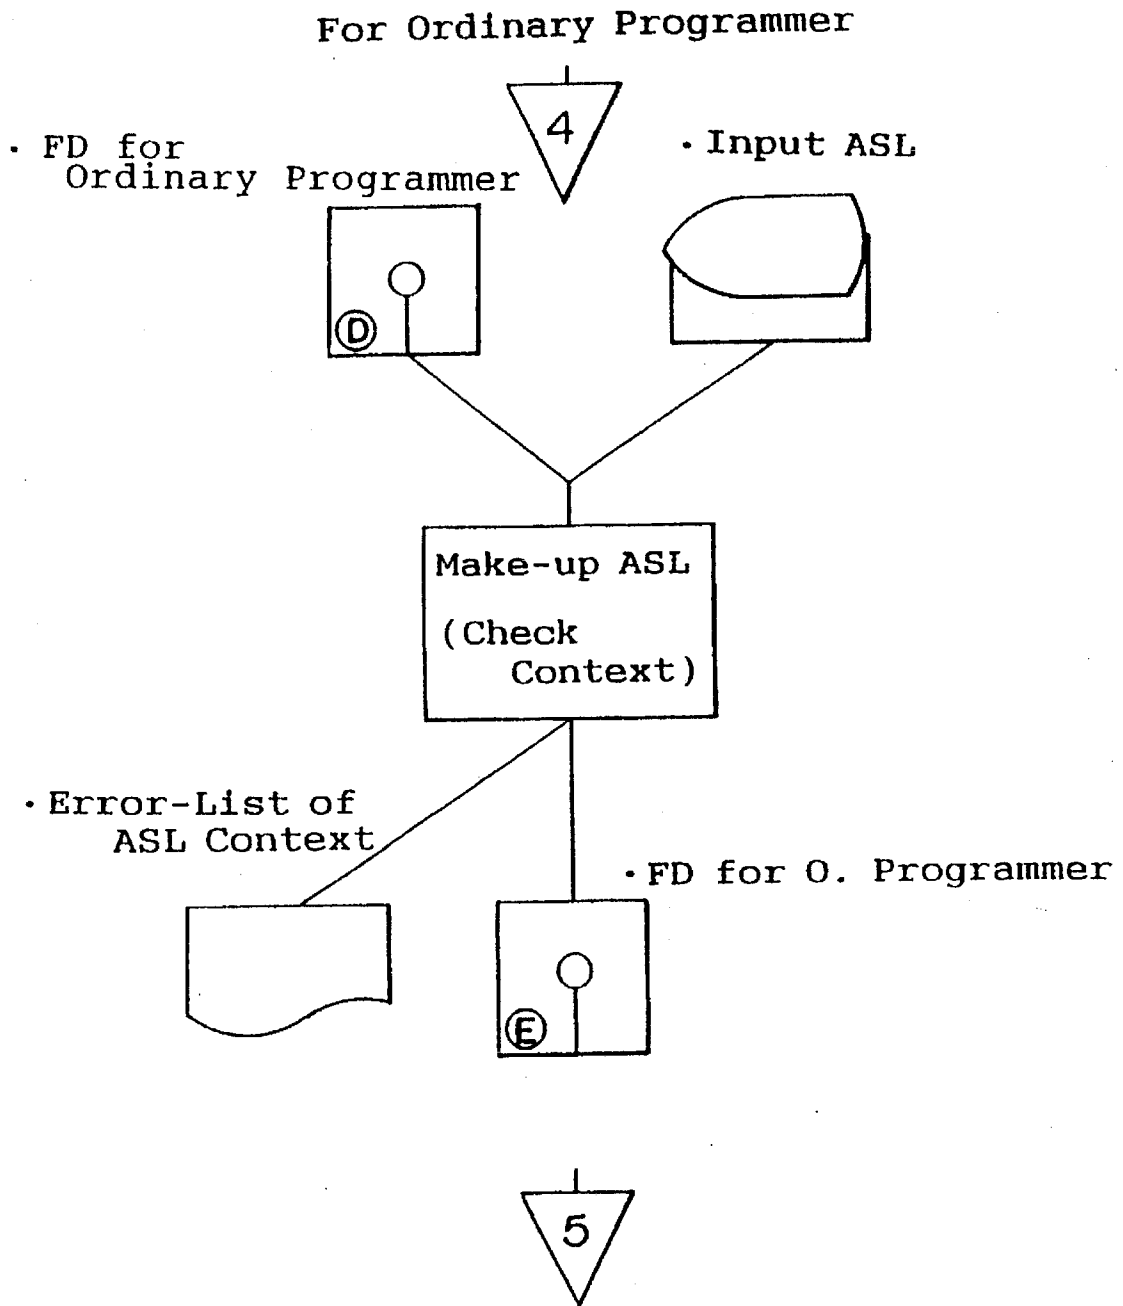 For Ordinary Programmer
4
· FD for
Ordinary Programmer
· Input ASL
D
Make-up ASL
(Check
Context)
· Error-List of
ASL Context
· FD for O. Programmer
E
5